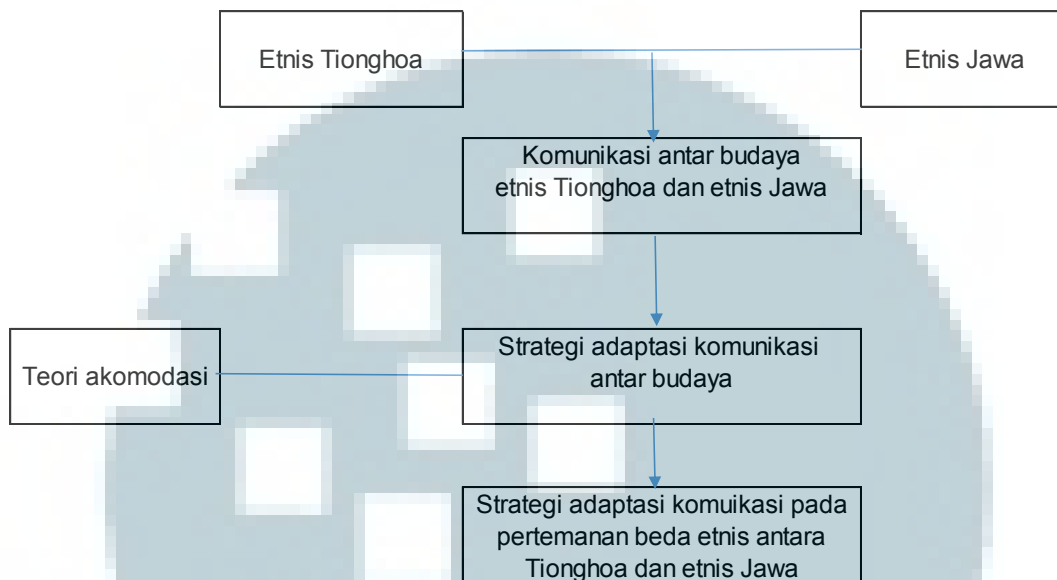 Etnis Tionghoa
Etnis Jawa
Komunikasi antar budaya
etnis Tionghoa dan etnis Jawa
Strategi adaptasi komunikasi
antar budaya
Teori akomodasi
Strategi adaptasi komuikasi pada
pertemanan beda etnis antara
Tionghoa dan etnis Jawa